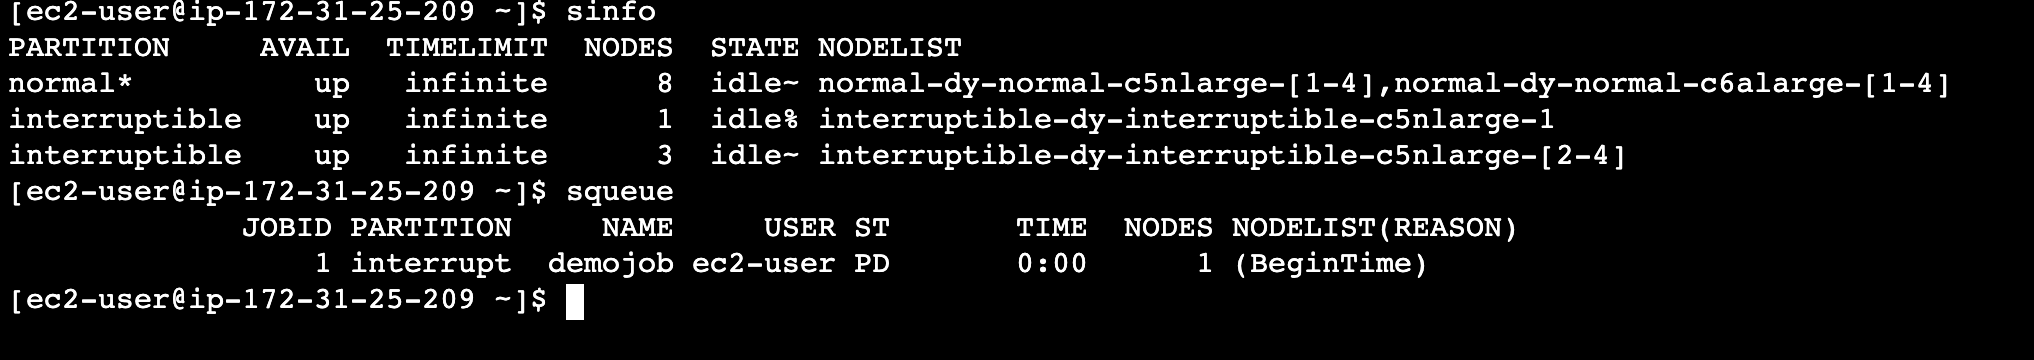 [ec2-user@ip-172-31-25-209 ~]$ sinfo
PARTITION     AVAIL  TIMELIMIT  NODES  STATE NODELIST
normal*          up   infinite      8  idle~ normal-dy-normal-c5nlarge-[1-4],normal-dy-normal-c6alarge-[1-4]
interruptible    up   infinite      1  idle% interruptible-dy-interruptible-c5nlarge-1
interruptible    up   infinite      3  idle~ interruptible-dy-interruptible-c5nlarge-[2-4]
[ec2-user@ip-172-31-25-209 ~]$ squeue
             JOBID PARTITION     NAME     USER ST       TIME  NODES NODELIST(REASON)
                 1 interrupt  demojob ec2-user PD       0:00      1 (BeginTime)
[ec2-user@ip-172-31-25-209 ~]$